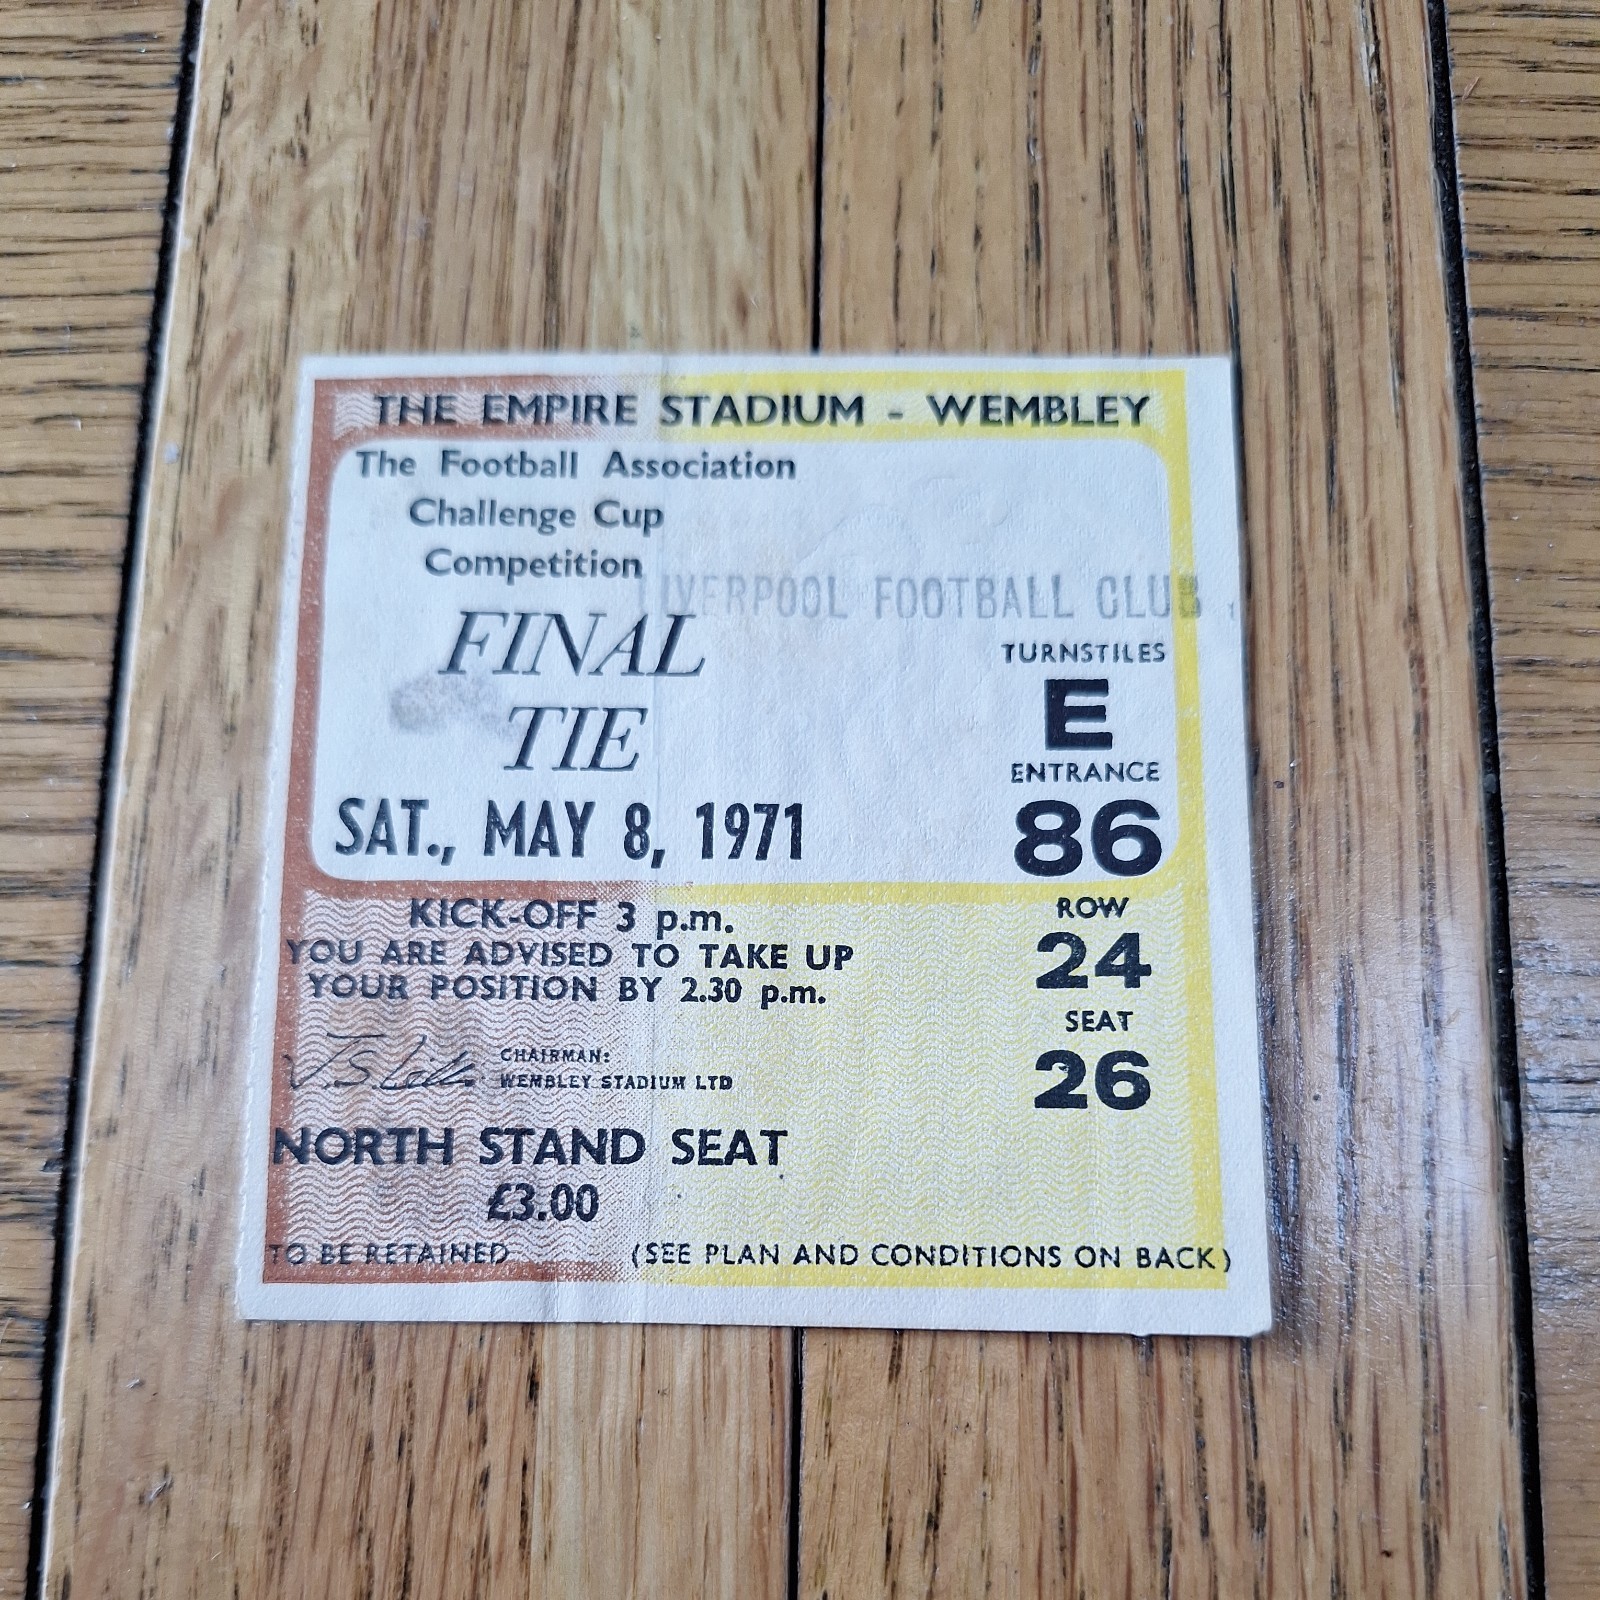 THE EMPIRE STADIUM - WEMBLEY
The Football Association
Challenge Cup
Competition
LIVERPOOL FOOTBALL CLUB
FINAL
TIE
SAT., MAY 8, 1971
TURNSTILES
E
ENTRANCE
86
KICK-OFF 3 p.m.
YOU ARE ADVISED TO TAKE UP
YOUR POSITION BY 2.30 p.m.
ROW
24
SEAT
26
CHAIRMAN:
WEMBLEY STADIUM LTD
NORTH STAND SEAT
£3.00
TO BE RETAINED (SEE PLAN AND CONDITIONS ON BACK)